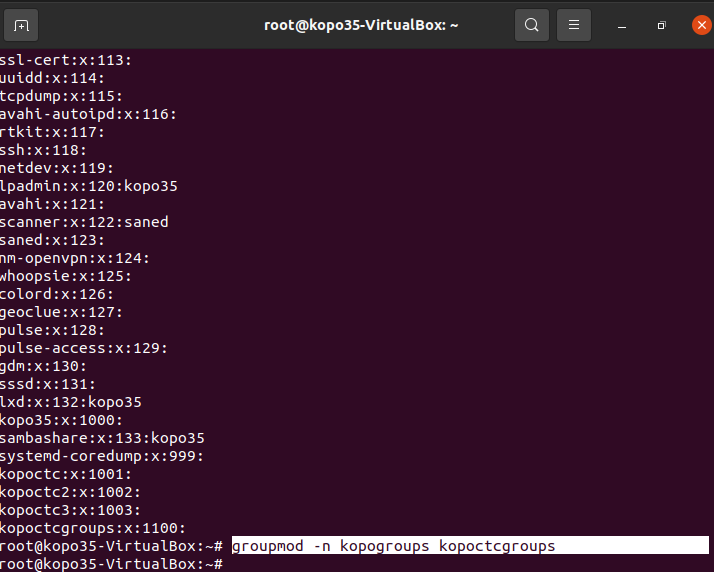 root@kopo35-VirtualBox: ~
ssl-cert:x:113:
uuidd:x:114:
tcpdump:x:115:
avahi-autoipd:x:116:
rtkit:x:117:
ssh:x:118:
netdev:x:119:
lpadmin:x:120:kopo35
avahi:x:121:
scanner:x:122:saned
saned:x:123:
nm-openvpn:x:124:
whoopsie:x:125:
colord:x:126:
geoclue:x:127:
pulse:x:128:
pulse-access:x:129:
gdm:x:130:
sssd:x:131:
lxd:x:132:kopo35
kopo35:x:1000:
sambashare:x:133:kopo35
systemd-coredump:x:999:
kopoctc:x:1001:
kopoctc2:x:1002:
kopoctc3:x:1003:
kopoctcgroups:x:1100:
root@kopo35-VirtualBox:~# groupmod -n kopogroups kopoctcgroups
root@kopo35-VirtualBox:~#